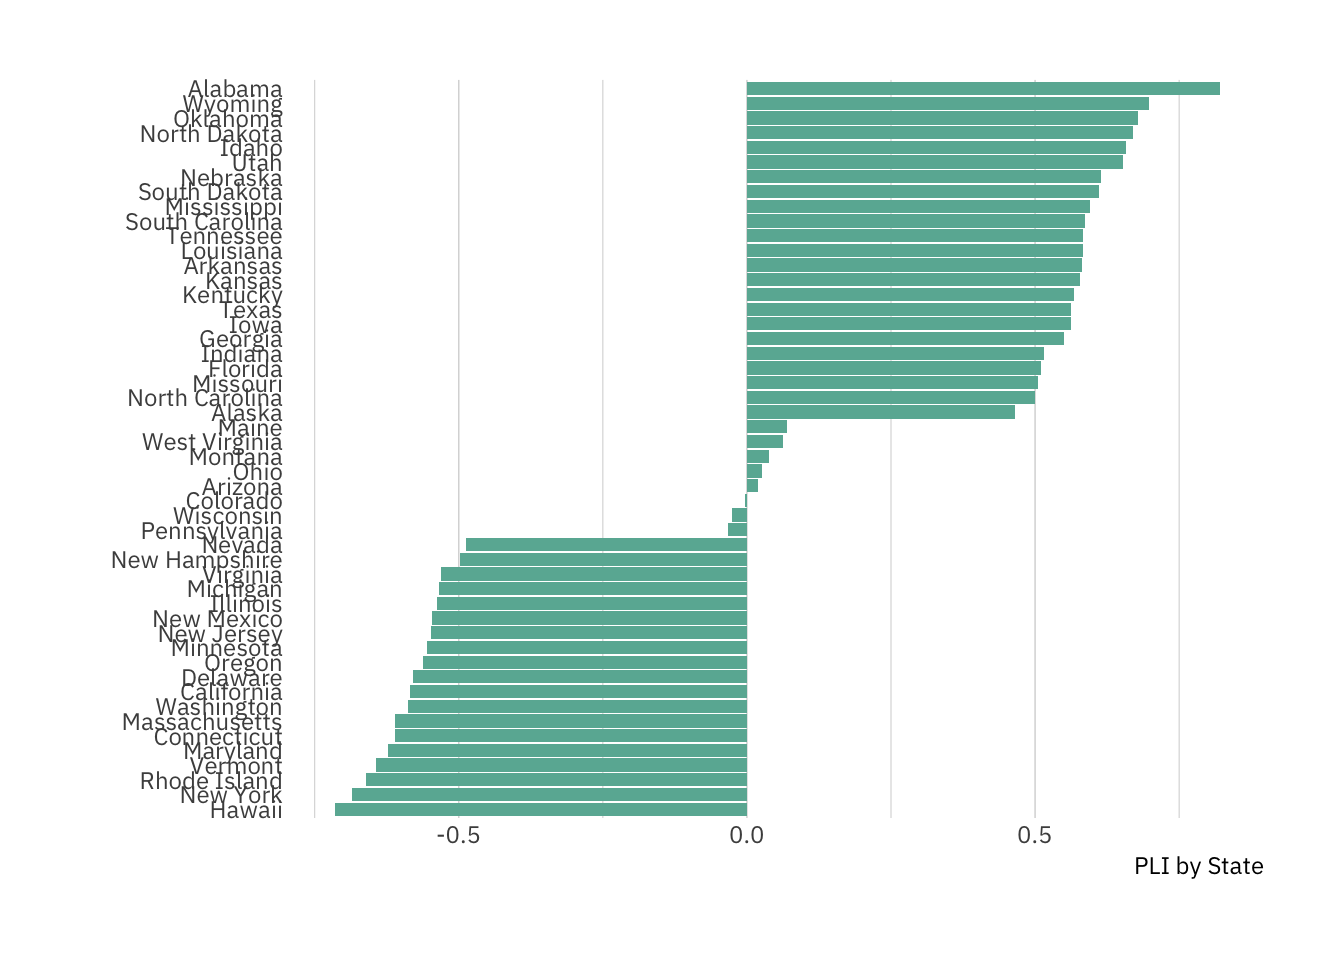 Alabama
Wyoming
Oklahoma
North Dakota
Idaho
Utah
Nebraska
South Dakota
Mississippi
South Carolina
Tennessee
Louisiana
Arkansas
Kansas
Kentucky
Texas
Iowa
Georgia
Indiana
Florida
Missouri
North Carolina
Alaska
Maine
West Virginia
Montana
Ohio
Arizona
Colorado
Wisconsin
Pennsylvania
Nevada
New Hampshire
Virginia
Michigan
Illinois
New Mexico
New Jersey
Minnesota
Oregon
Delaware
California
Washington
Massachusetts
Connecticut
Maryland
Vermont
Rhode Island
New York
Hawaii
-0.5 0.0 0.5
PLI by State